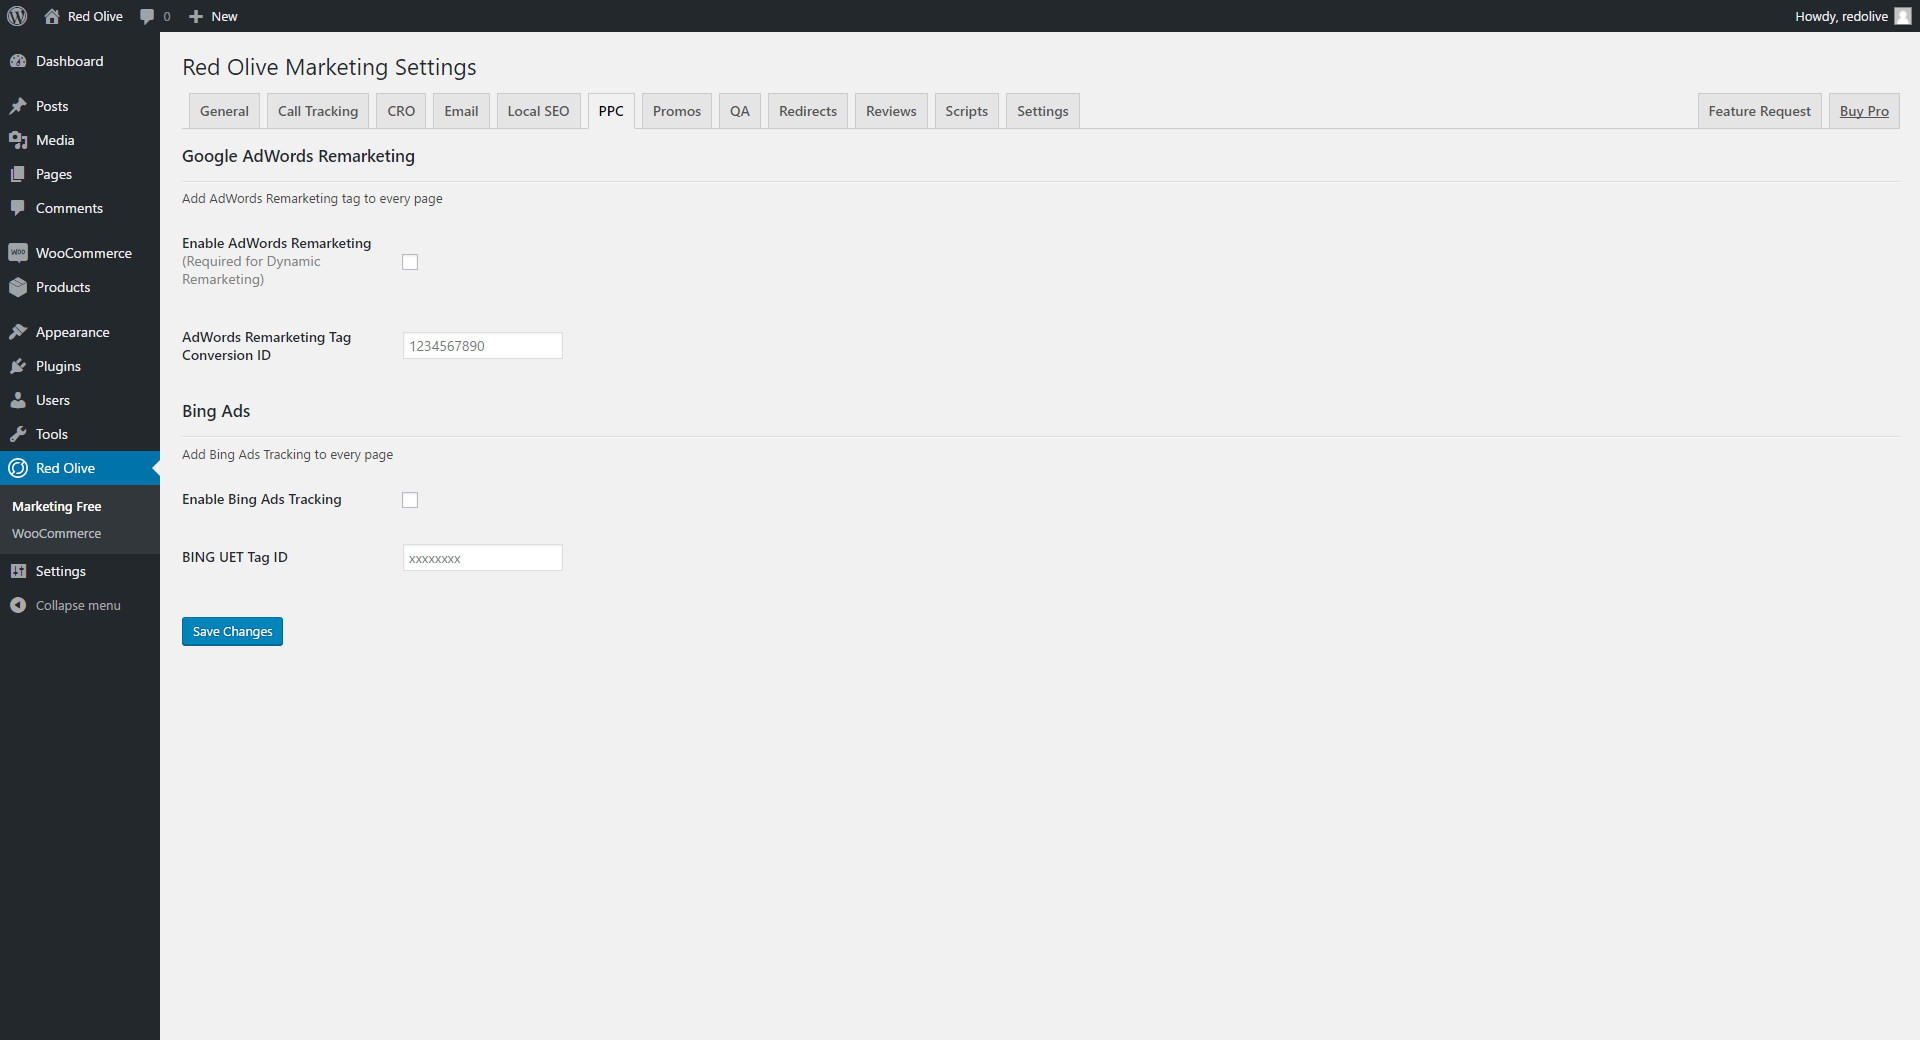 Red Olive
0
New
Howdy, redolive
Dashboard
Posts
Media
Pages
Comments
WOO
WooCommerce
Products
Appearance
Plugins
Users
Tools
Red Olive
Marketing Free
WooCommerce
Settings
Collapse menu
Red Olive Marketing Settings
General
Call Tracking
CRO
Email
Local SEO
PPC
Promos
QA
Redirects
Reviews
Scripts
Settings
Feature Request
Buy Pro
Google AdWords Remarketing
Add AdWords Remarketing tag to every page
Enable AdWords Remarketing
(Required for Dynamic
Remarketing)
AdWords Remarketing Tag
Conversion ID
1234567890
Bing Ads
Add Bing Ads Tracking to every page
Enable Bing Ads Tracking
BING UET Tag ID
xxxxxxxx
Save Changes